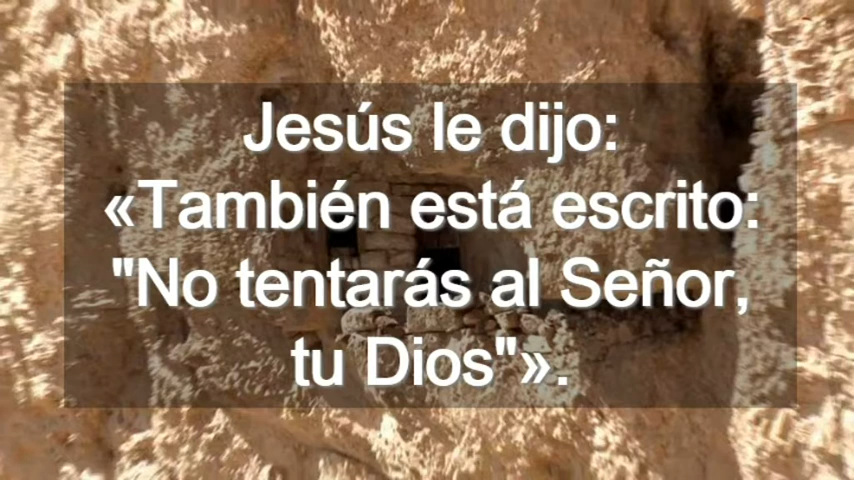 Jesús le dijo:
«También está escrito:
"No tentarás al Señor,
tu Dios"».